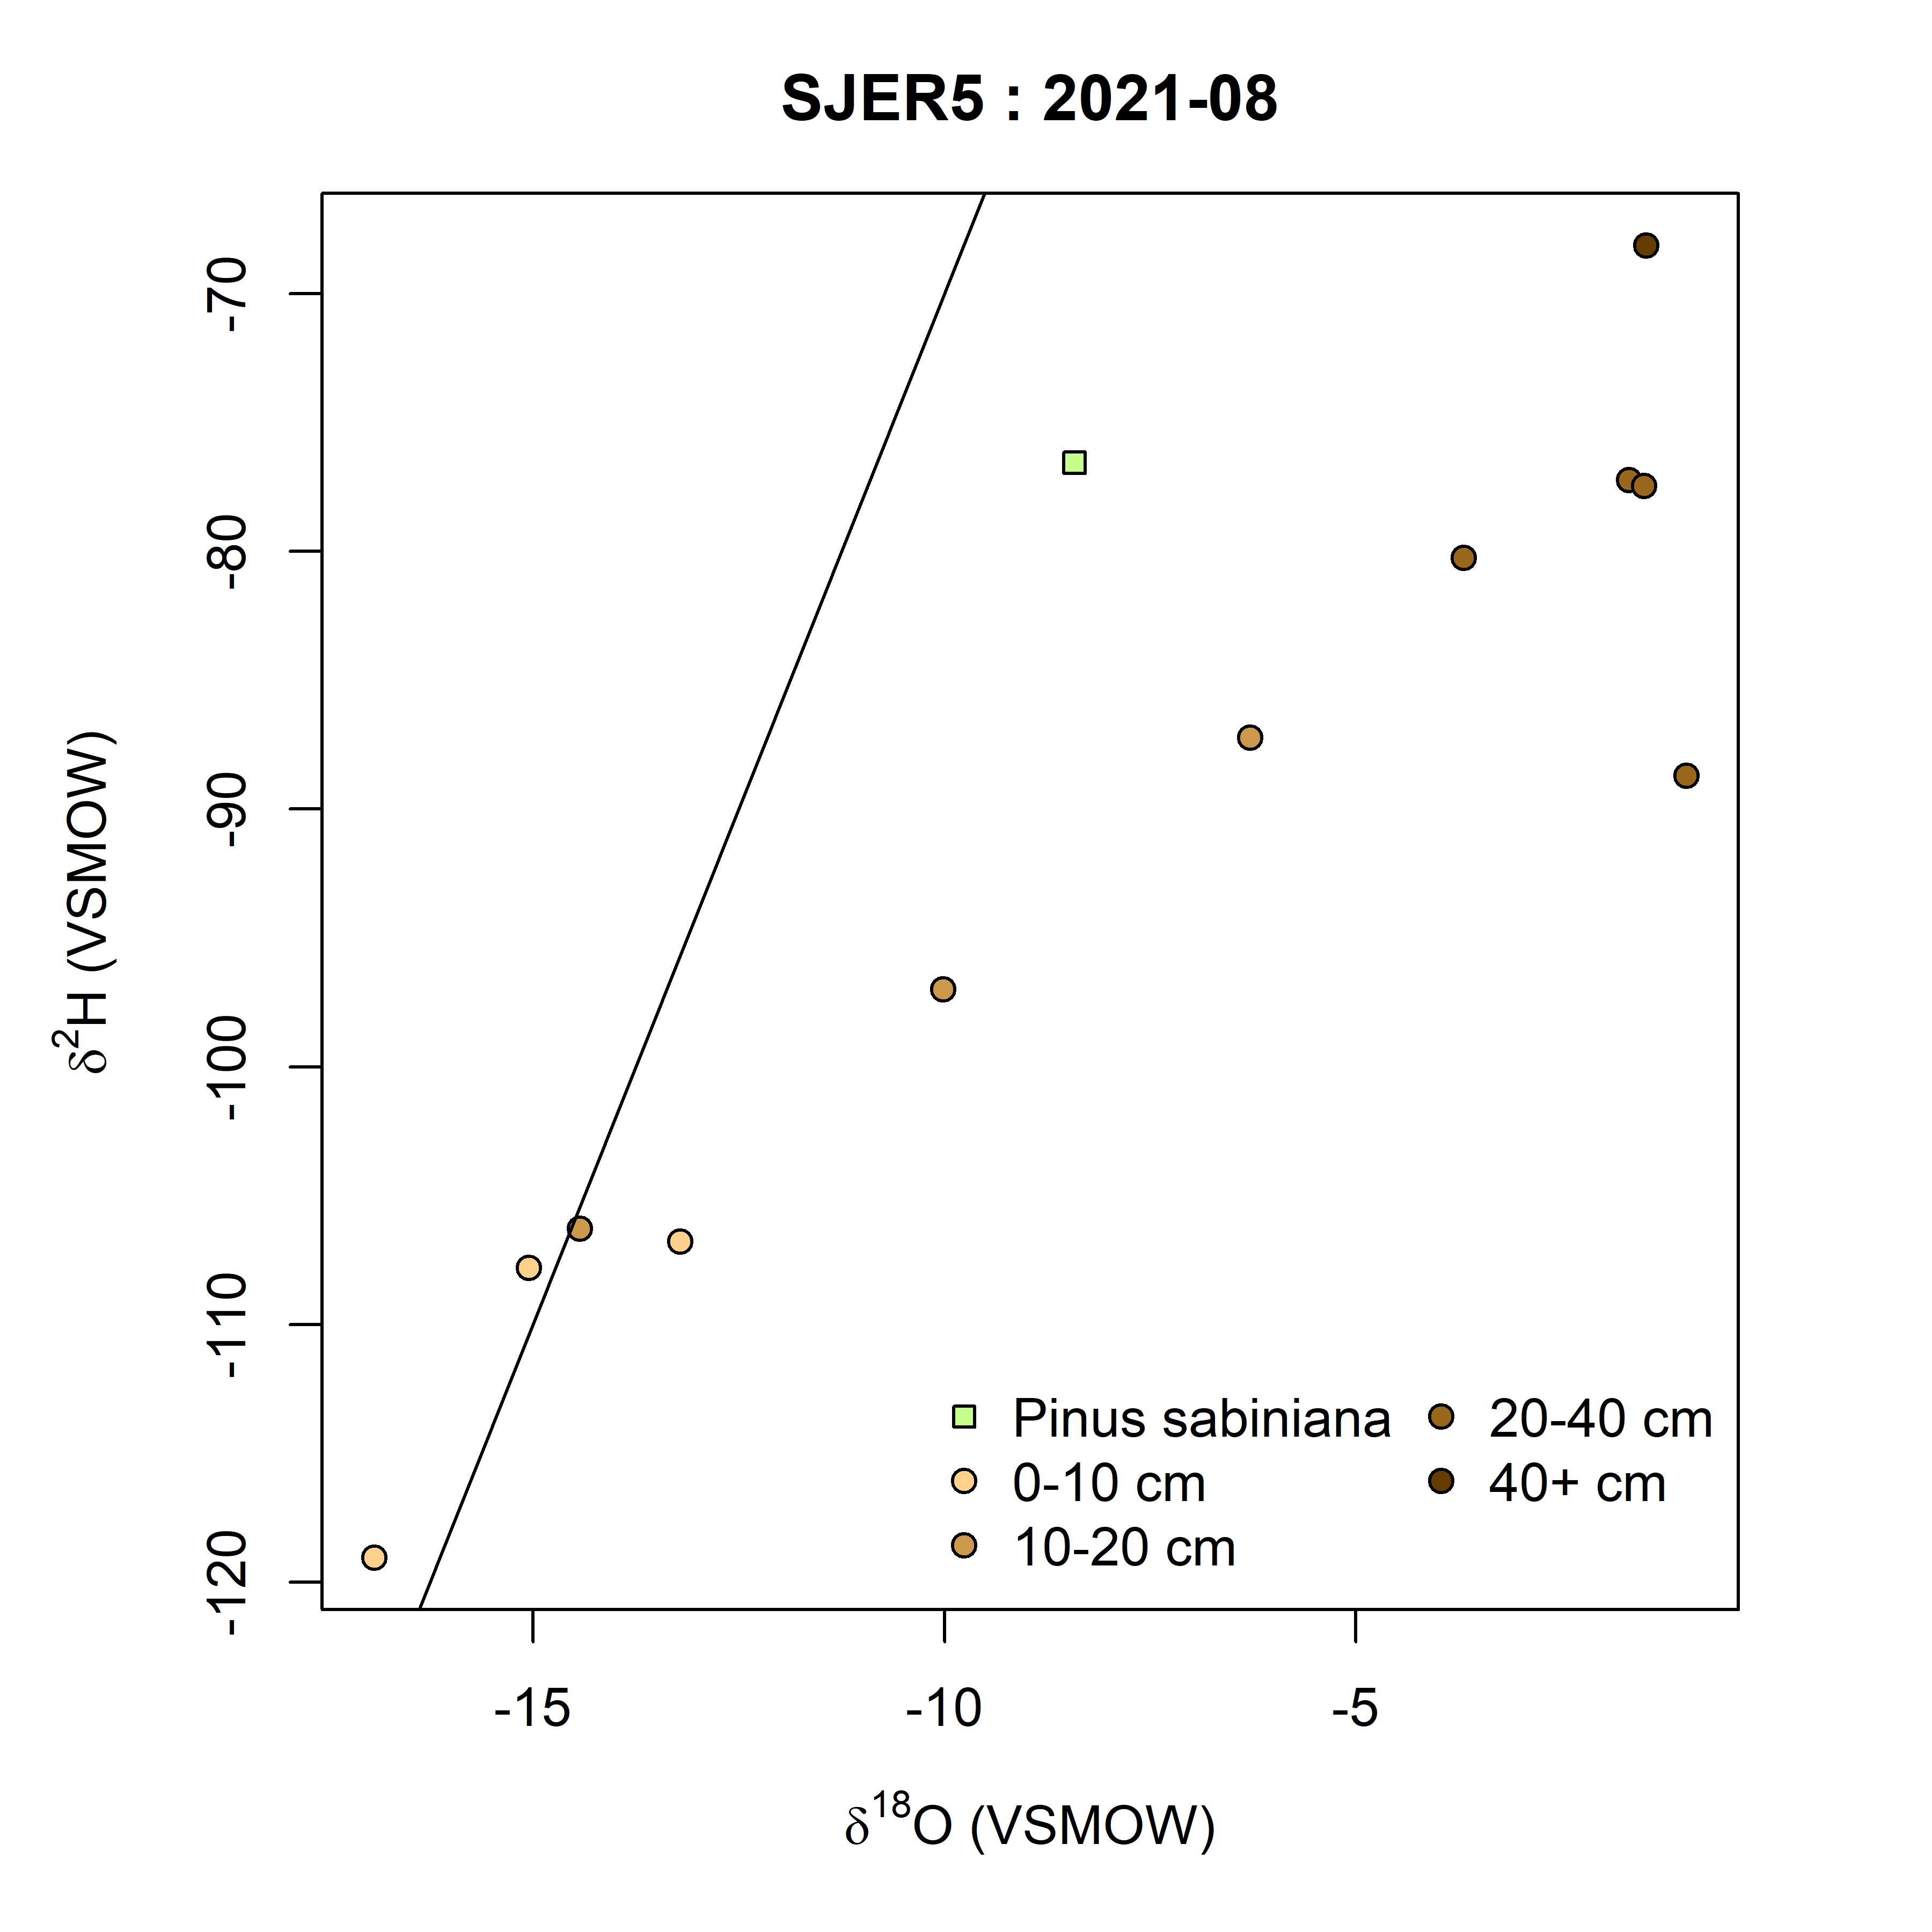 SJER5 : 2021-08
-70
-80
-90
-100
-110
-120
δ²H (VSMOW)
Pinus sabiniana
0-10 cm
10-20 cm
20-40 cm
40+ cm
-15 -10 -5
δ¹⁸O (VSMOW)